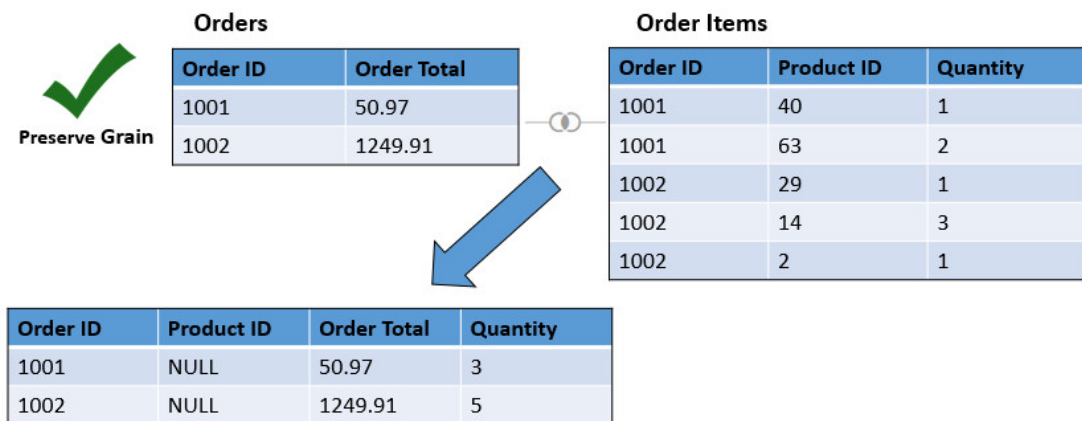 Orders
Order Items
Preserve Grain
Order ID Order Total
1001 50.97
1002 1249.91
Order ID Product ID Quantity
1001 40 1
1001 63 2
1002 29 1
1002 14 3
1002 2 1
Order ID Product ID Order Total Quantity
1001 NULL 50.97 3
1002 NULL 1249.91 5